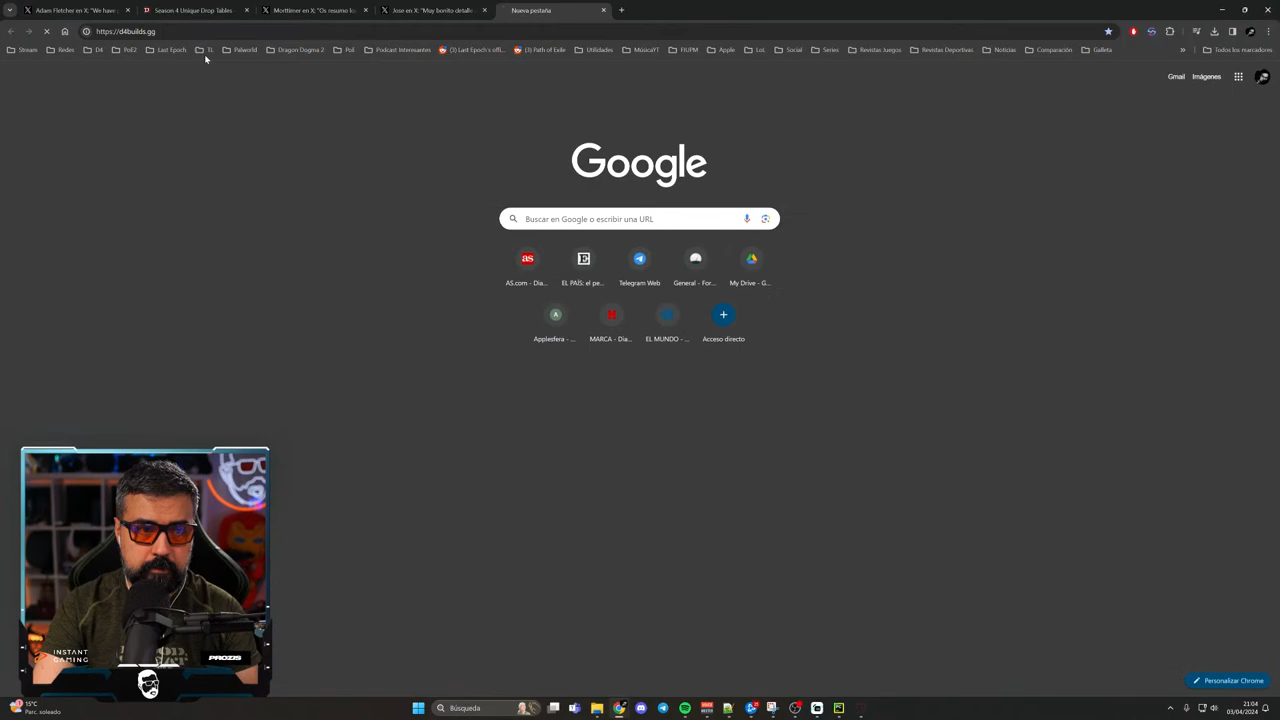 Adam Fletcher en X: "We have
Season 4 Unique Drop Tables
Morttimer en X: "Os resumo lo
Jose en X: "Muy bonito detalle
Nueva pestaña
https://d4builds.gg
Stream
Redes
D4
PoE2
Last Epoch
TL
Palworld
Dragon Dogma 2
PoE
Podcast Interesantes
(3) Last Epoch's offi...
(3) Path of Exile
Utilidades
MúsicaYT
FIUPM
Apple
LoL
Social
Series
Revistas Juegos
Revistas Deportivas
Noticias
Comparación
Galleta
Todos los marcadores
Gmail
Imágenes
Google
Buscar en Google o escribir una URL
AS.com - Dia...
EL PAÍS: el pe...
Telegram Web
General - For...
My Drive - G...
Applesfera - ...
MARCA - Dia...
EL MUNDO - ...
Acceso directo
INSTANT
GAMING
PROZIS
Personalizar Chrome
15°C
Parc. soleado
Búsqueda
21:04
03/04/2024